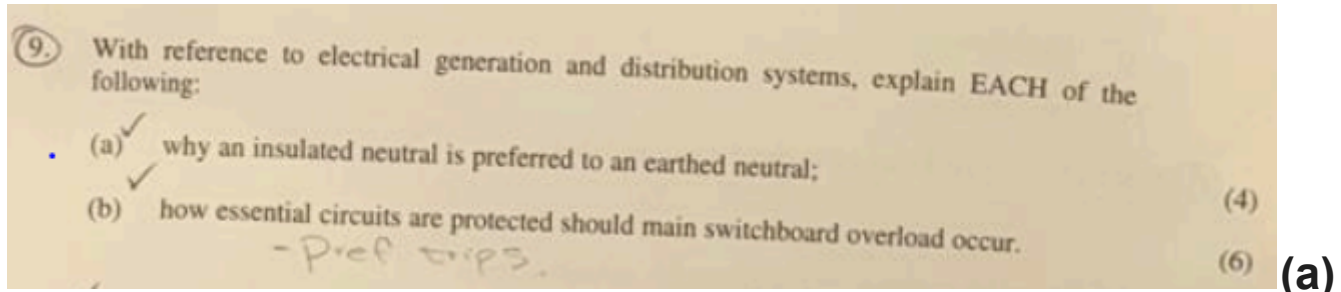 9. With reference to electrical generation and distribution systems, explain EACH of the
following:
(a) why an insulated neutral is preferred to an earthed neutral;
(4)
(b) how essential circuits are protected should main switchboard overload occur.
- Pref trips.
(6)
(a)